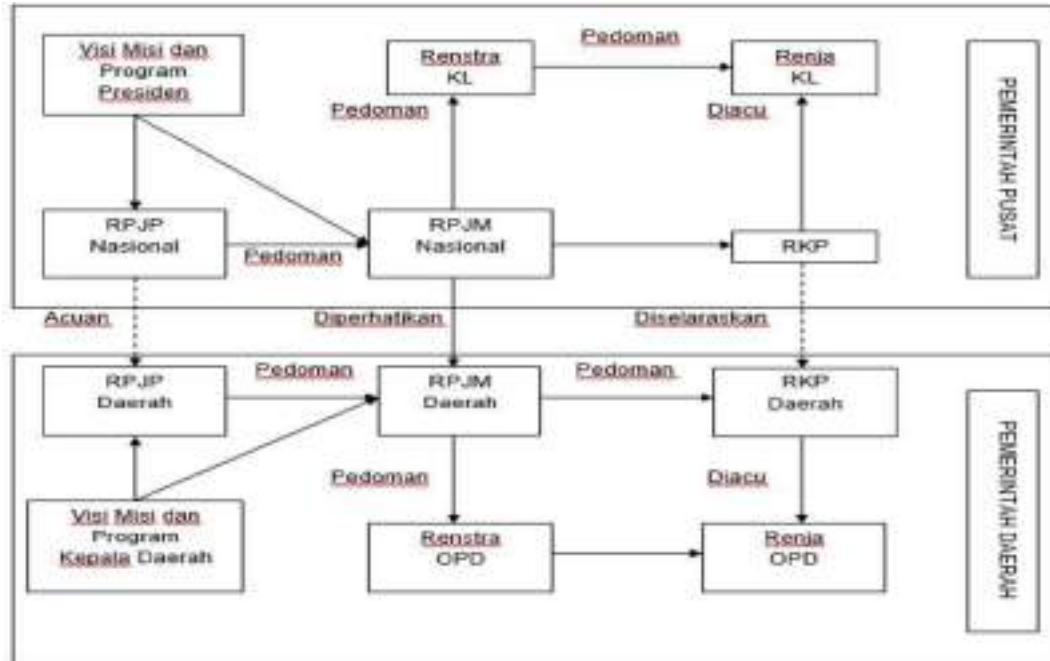 Visi Misi dan
Program
Presiden
Renstra
KL
Pedoman
Renja
KL
Pedoman
Diacu
RPJP
Nasional
Pedoman
RPJM
Nasional
RKP
PEMERINTAH PUSAT
Acuan
Diperhatikan
Diselaraskan
RPJP
Daerah
Pedoman
RPJM
Daerah
Pedoman
RKP
Daerah
Pedoman
Diacu
Visi Misi dan
Program
Kepala Daerah
Renstra
OPD
Renja
OPD
PEMERINTAH DAERAH